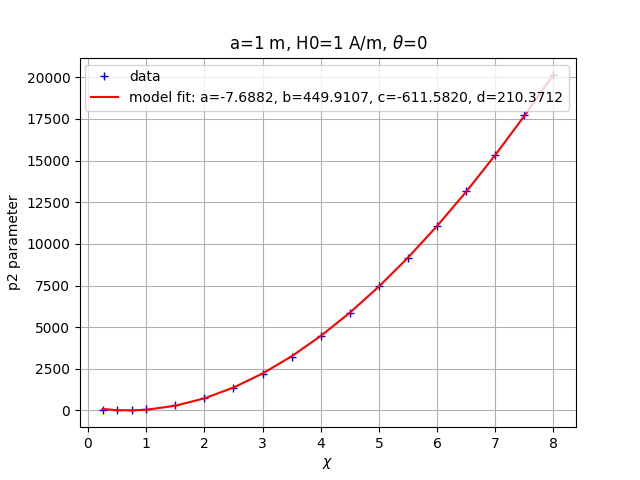 a=1 m, H0=1 A/m, θ=0
data
model fit: a=-7.6882, b=449.9107, c=-611.5820, d=210.3712
20000
17500
15000
12500
10000
7500
5000
2500
0
p2 parameter
0 1 2 3 4 5 6 7 8
χ